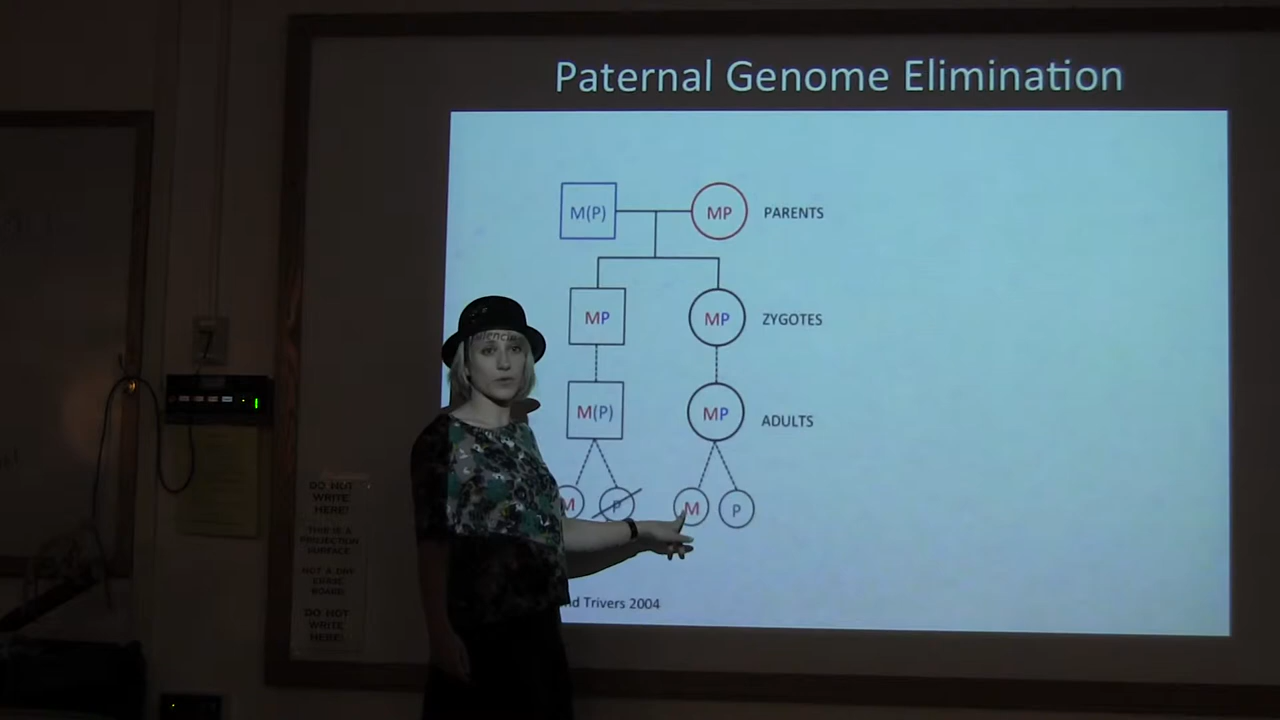 Paternal Genome Elimination
M(P) MP PARENTS
MP MP ZYGOTES
M(P) MP ADULTS
M P M P
Trivers 2004
DO NOT
WRITE
HERE!
THIS IS A
PROJECTION
SURFACE
NOT A DRY
ERASE
BOARD!
DO NOT
WRITE
HERE!